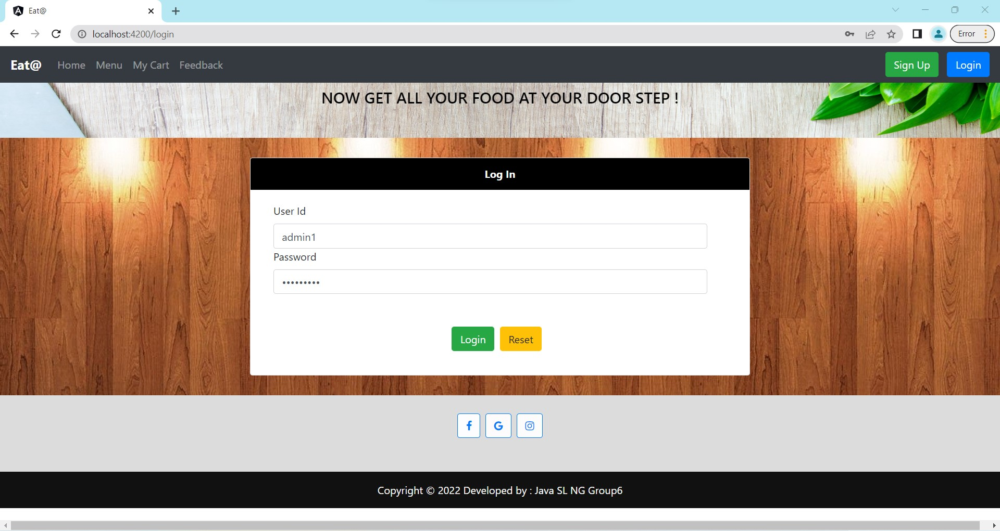 Eat@
localhost:4200/login
Error
Eat@ Home Menu My Cart Feedback Sign Up Login
NOW GET ALL YOUR FOOD AT YOUR DOOR STEP !
Log In
User Id
admin1
Password
•••••••••
Login Reset
Copyright © 2022 Developed by : Java SL NG Group6